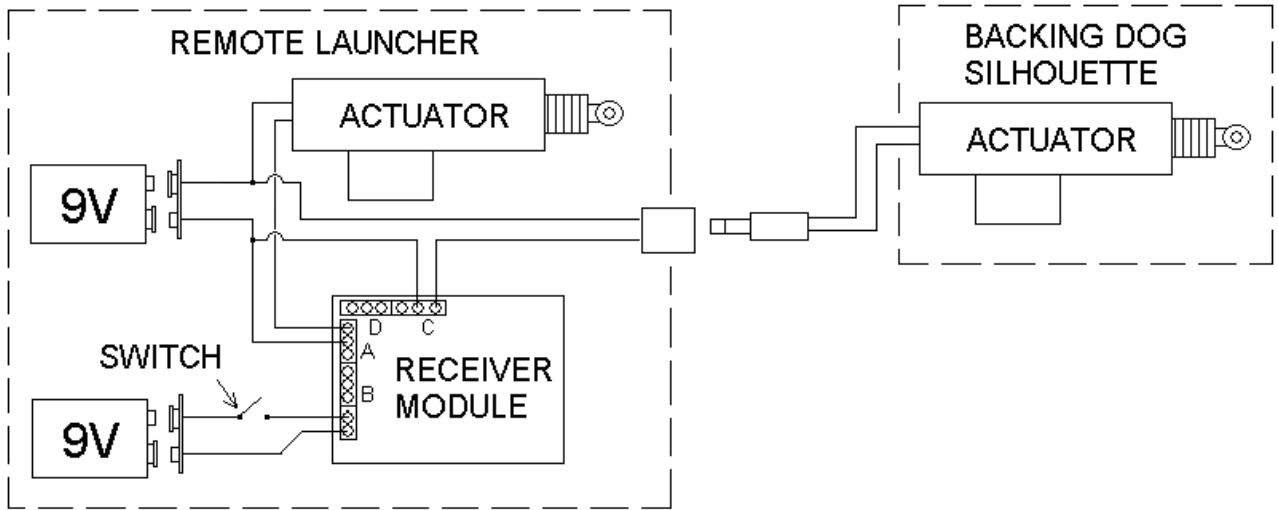 REMOTE LAUNCHER
ACTUATOR
9V
BACKING DOG
SILHOUETTE
ACTUATOR
D
C
A
B
RECEIVER
MODULE
SWITCH
9V